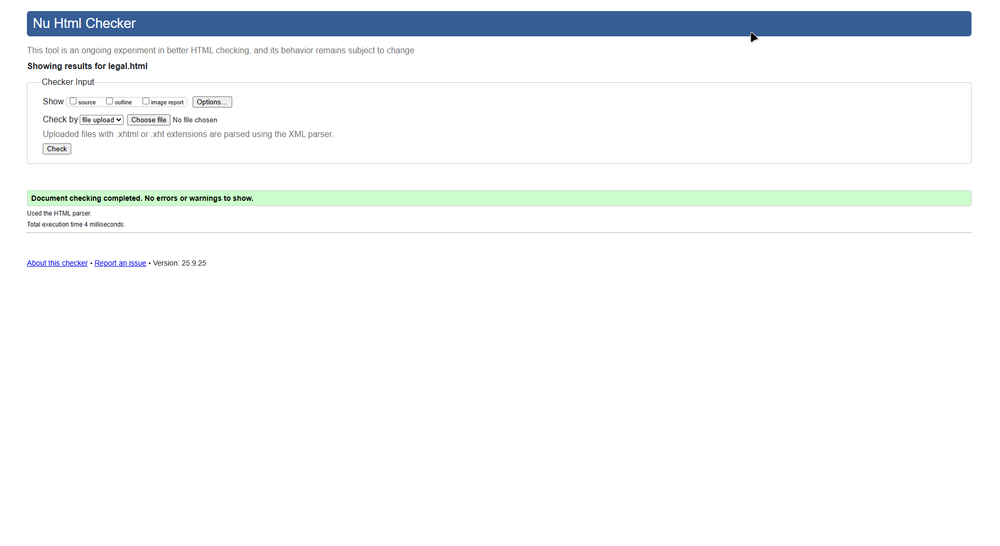 Nu Html Checker
This tool is an ongoing experiment in better HTML checking, and its behavior remains subject to change
Showing results for legal.html
Checker Input
Show source outline image report Options...
Check by file upload Choose file No file chosen
Uploaded files with .xhtml or .xht extensions are parsed using the XML parser.
Check
Document checking completed. No errors or warnings to show.
Used the HTML parser.
Total execution time 4 milliseconds.
About this checker • Report an issue • Version: 25.9.25